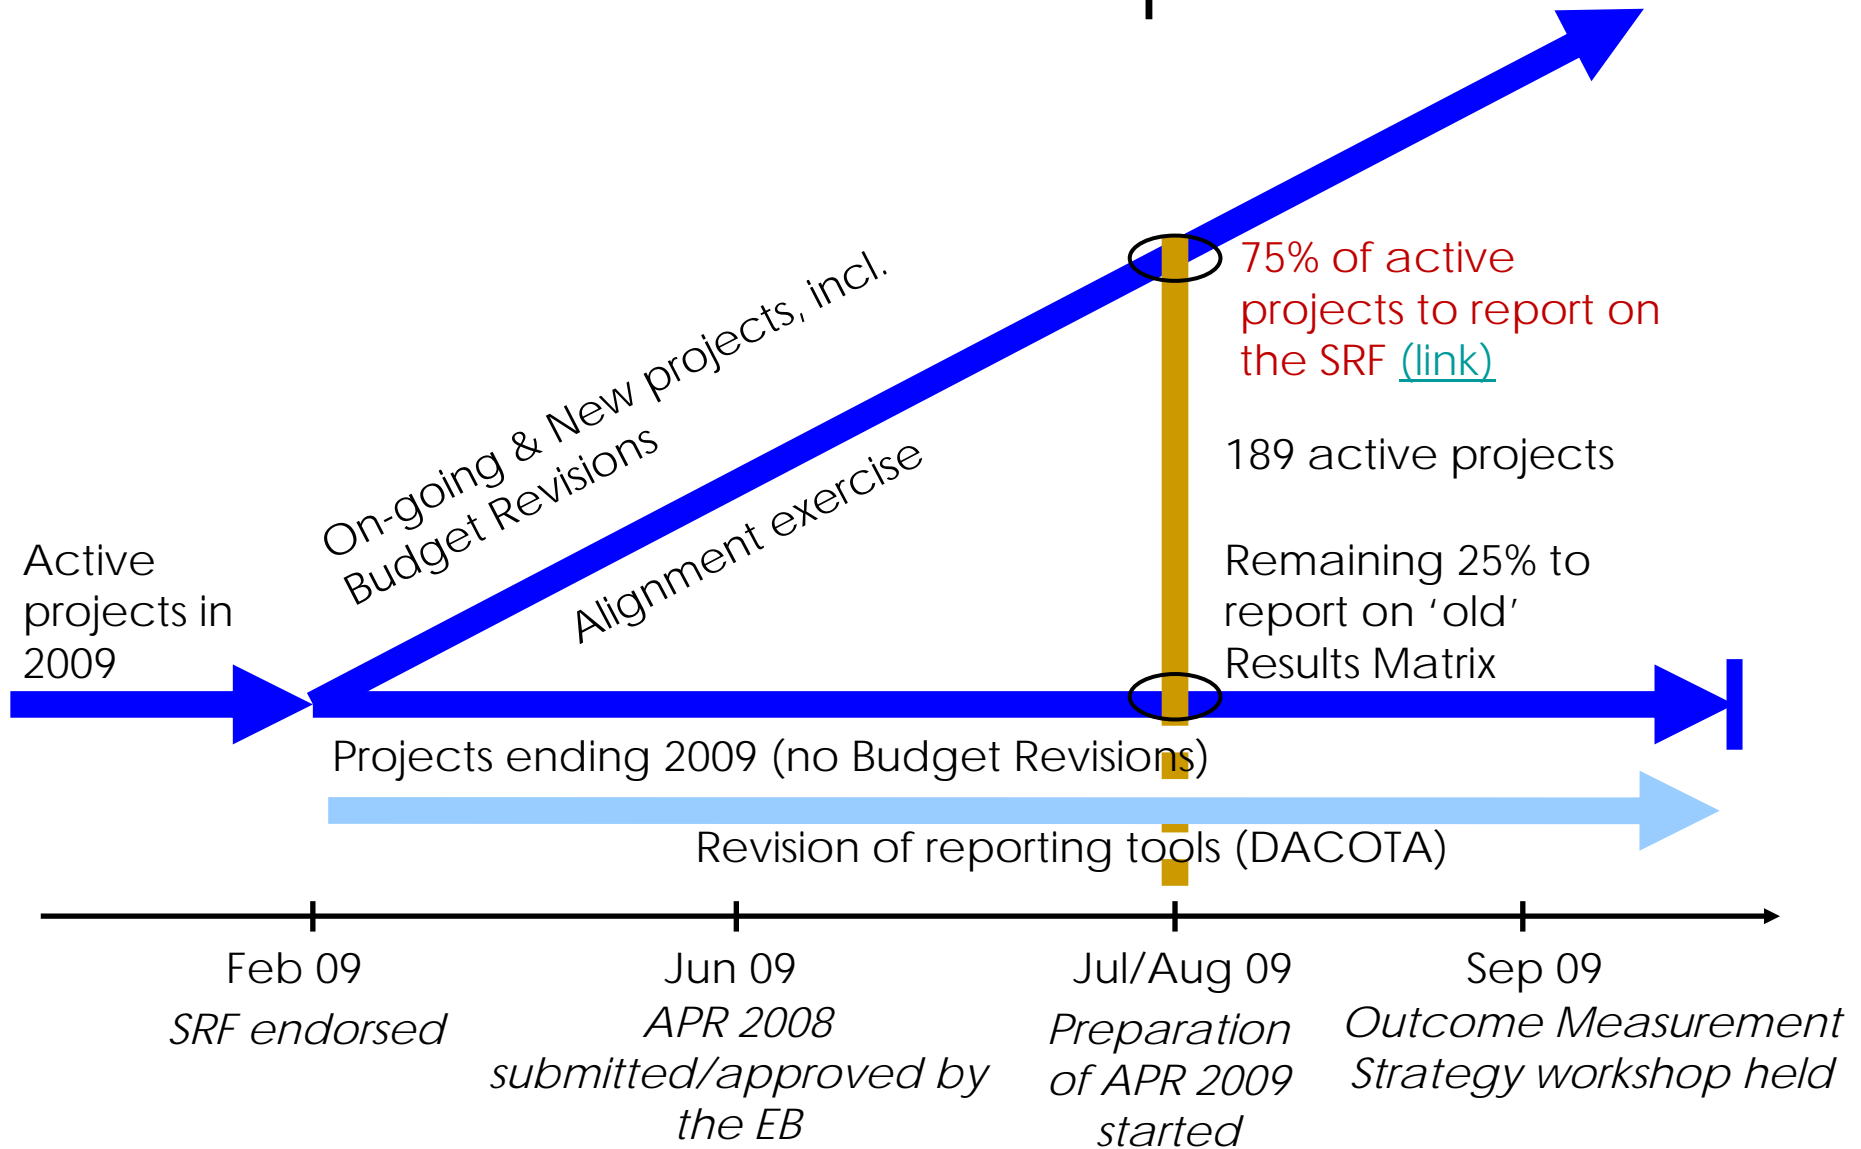 75% of active
projects to report on
the SRF (link)
On-going & New projects, incl.
Budget Revisions
Alignment exercise
189 active projects
Active
projects in
2009
Remaining 25% to
report on ‘old’
Results Matrix
Projects ending 2009 (no Budget Revisions)
Revision of reporting tools (DACOTA)
Feb 09
SRF endorsed
Jun 09
APR 2008
submitted/approved by
the EB
Jul/Aug 09
Preparation
of APR 2009
started
Sep 09
Outcome Measurement
Strategy workshop held